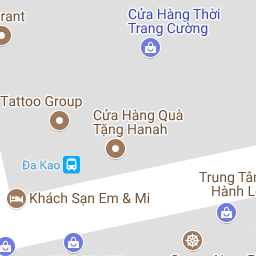 rant
Cửa Hàng Thời
Trang Cường
Tattoo Group
Cửa Hàng Quà
Tặng Hanah
Đa Kao
Trung Tâ
Hành L
Khách Sạn Em & Mi